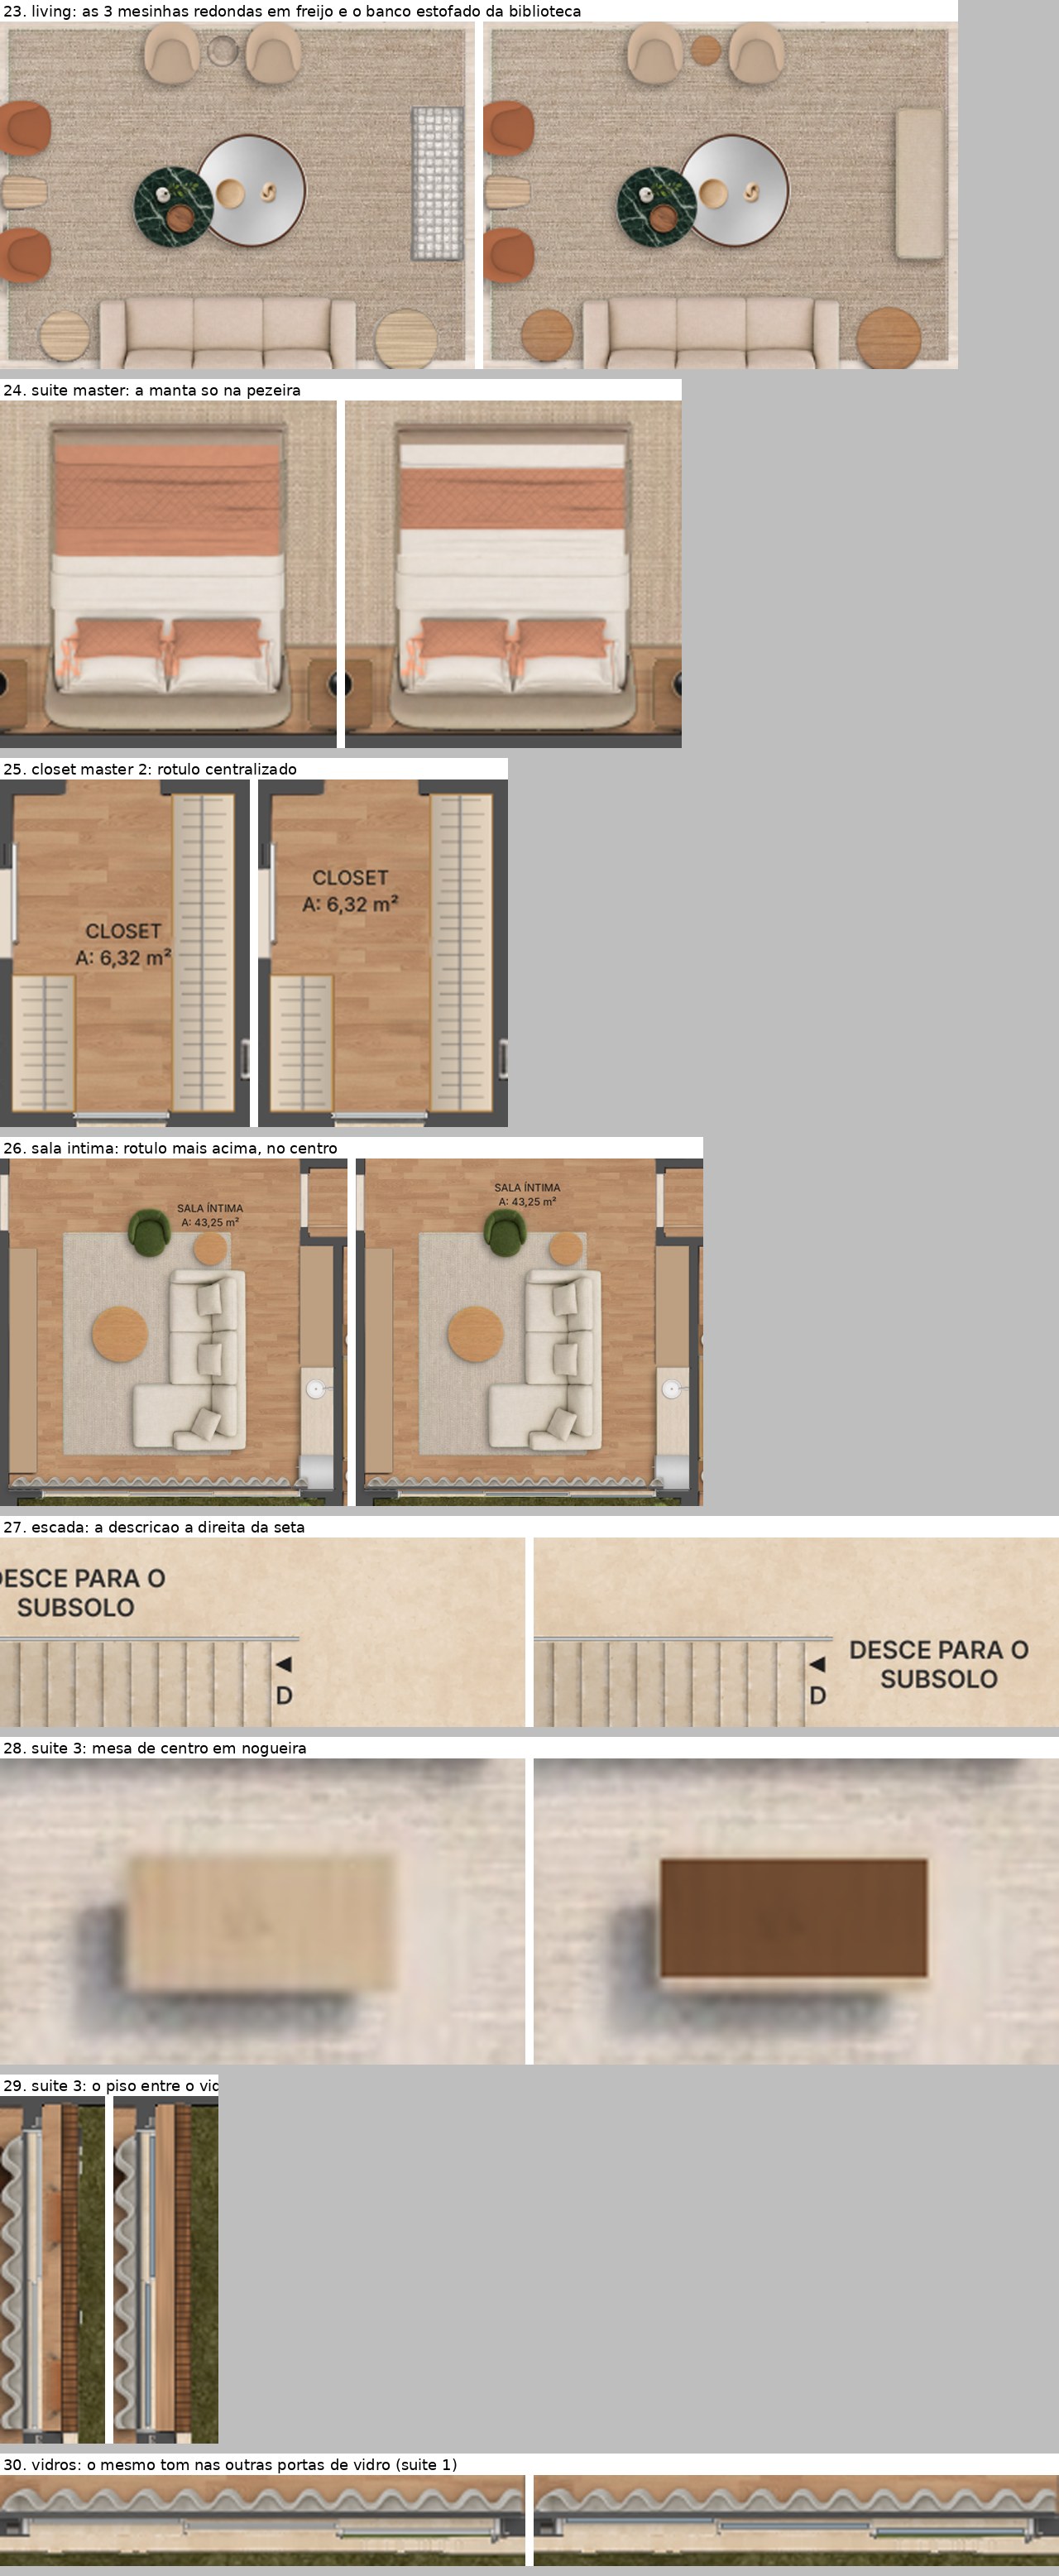 23. living: as 3 mesinhas redondas em freijo e o banco estofado da biblioteca
24. suite master: a manta so na pezeira
25. closet master 2: rotulo centralizado
CLOSET
A: 6,32 m²
CLOSET
A: 6,32 m²
26. sala intima: rotulo mais acima, no centro
SALA ÍNTIMA
A: 43,25 m²
SALA ÍNTIMA
A: 43,25 m²
27. escada: a descricao a direita da seta
DESCE PARA O
SUBSOLO
D
DESCE PARA O
SUBSOLO
D
28. suite 3: mesa de centro em nogueira
29. suite 3: o piso entre o vid
30. vidros: o mesmo tom nas outras portas de vidro (suite 1)